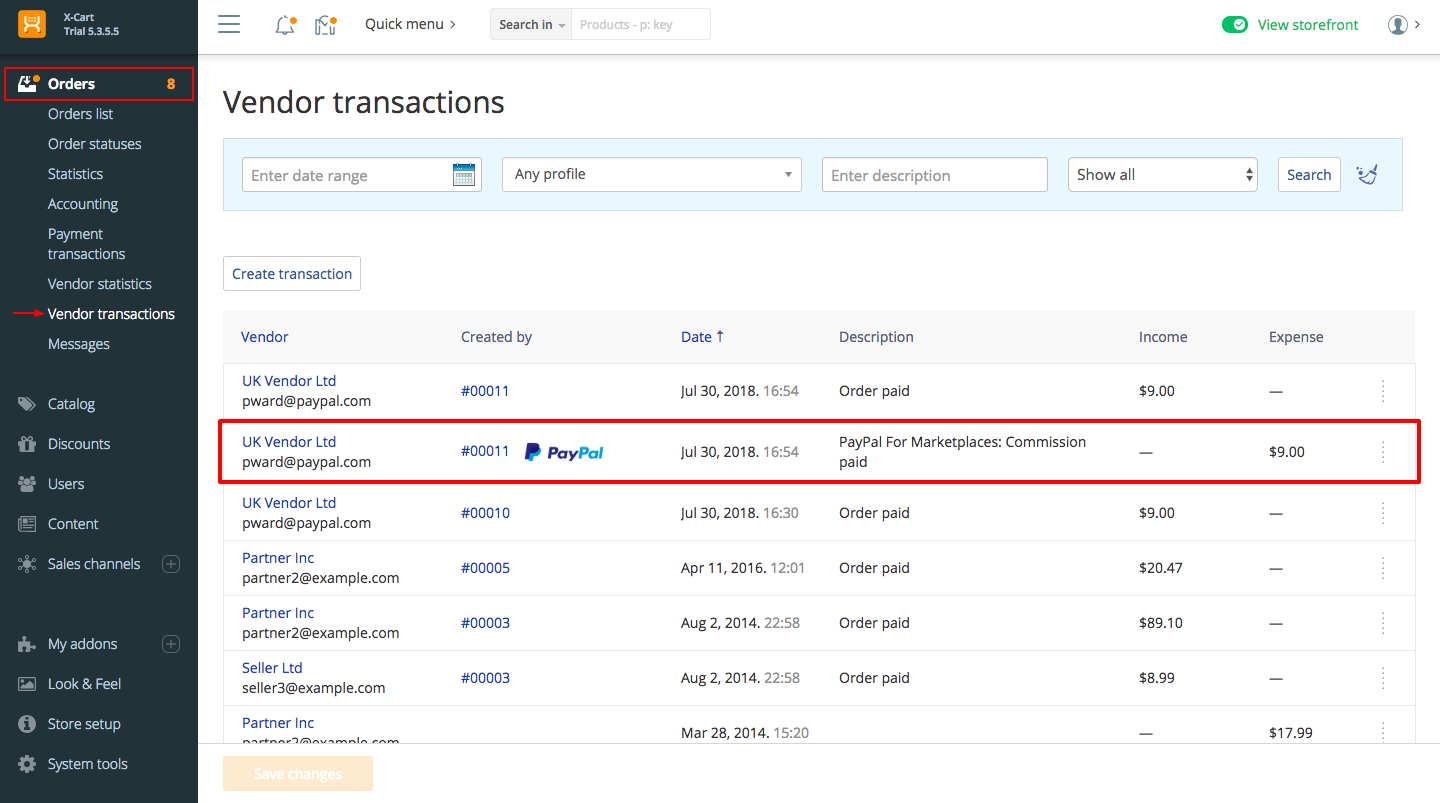 X-Cart
Trial 5.3.5.5
Quick menu
Search in
Products - p: key
View storefront
Orders 8
Orders list
Order statuses
Statistics
Accounting
Payment
transactions
Vendor statistics
Vendor transactions
Messages
Catalog
Discounts
Users
Content
Sales channels
My addons
Look & Feel
Store setup
System tools
Vendor transactions
Enter date range
Any profile
Enter description
Show all
Search
Create transaction
Vendor Created by Date ↑ Description Income Expense
UK Vendor Ltd
pward@paypal.com
#00011
Jul 30, 2018. 16:54
Order paid
$9.00
—
UK Vendor Ltd
pward@paypal.com
#00011
PayPal
Jul 30, 2018. 16:54
PayPal For Marketplaces: Commission
paid
—
$9.00
UK Vendor Ltd
pward@paypal.com
#00010
Jul 30, 2018. 16:30
Order paid
$9.00
—
Partner Inc
partner2@example.com
#00005
Apr 11, 2016. 12:01
Order paid
$20.47
—
Partner Inc
partner2@example.com
#00003
Aug 2, 2014. 22:58
Order paid
$89.10
—
Seller Ltd
seller3@example.com
#00003
Aug 2, 2014. 22:58
Order paid
$8.99
—
Partner Inc
partner2@example.com
Mar 28, 2014. 15:20
—
$17.99
Save changes